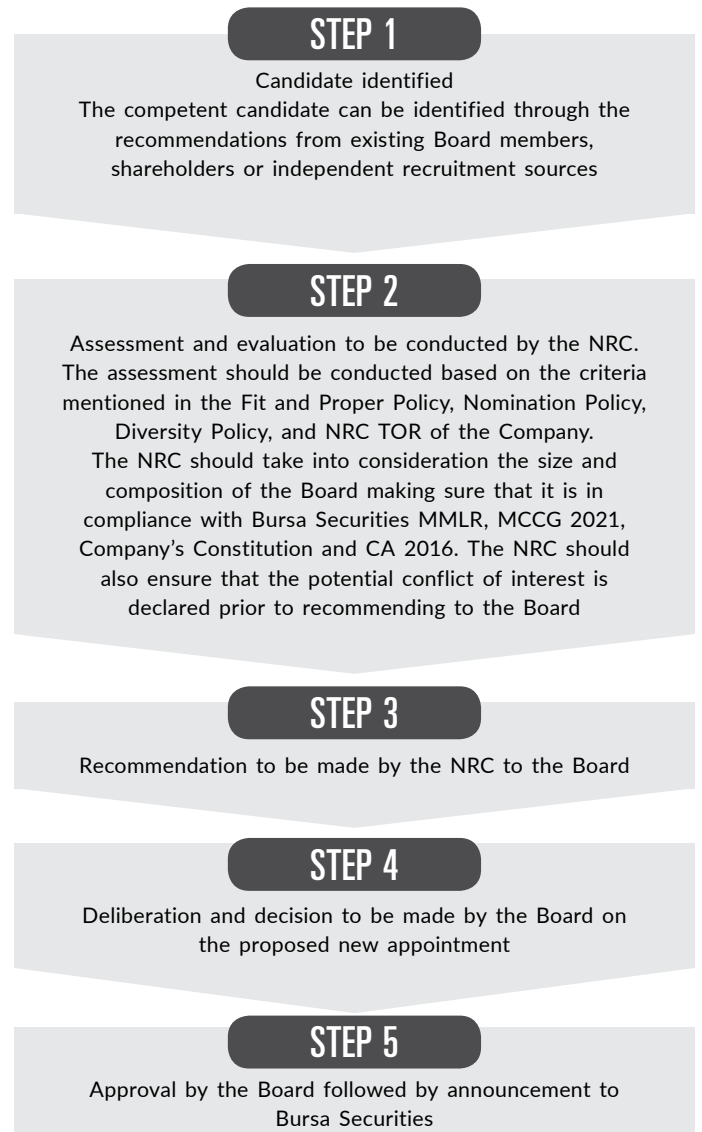 STEP 1
Candidate identified
The competent candidate can be identified through the
recommendations from existing Board members,
shareholders or independent recruitment sources
STEP 2
Assessment and evaluation to be conducted by the NRC.
The assessment should be conducted based on the criteria
mentioned in the Fit and Proper Policy, Nomination Policy,
Diversity Policy, and NRC TOR of the Company.
The NRC should take into consideration the size and
composition of the Board making sure that it is in
compliance with Bursa Securities MMLR, MCCG 2021,
Company’s Constitution and CA 2016. The NRC should
also ensure that the potential conflict of interest is
declared prior to recommending to the Board
STEP 3
Recommendation to be made by the NRC to the Board
STEP 4
Deliberation and decision to be made by the Board on
the proposed new appointment
STEP 5
Approval by the Board followed by announcement to
Bursa Securities